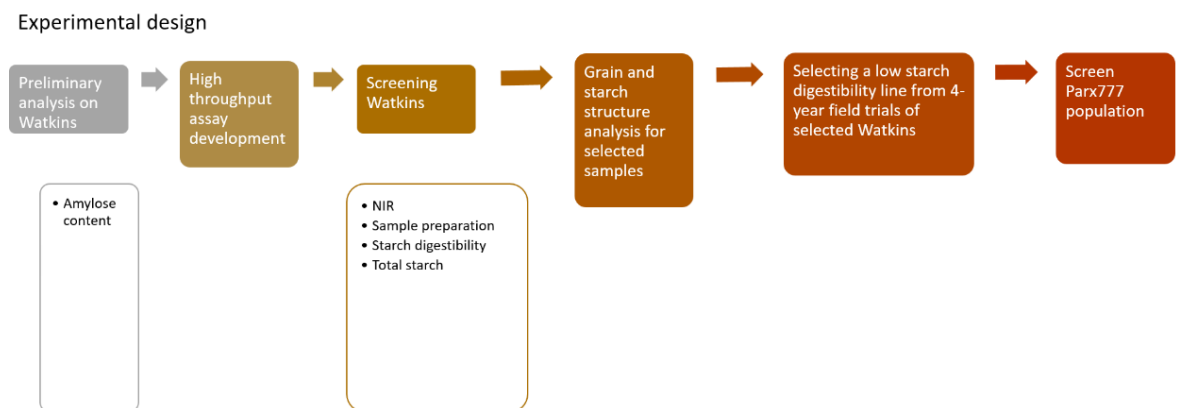 Experimental design
Preliminary
analysis on
Watkins
High
throughput
assay
development
Screening
Watkins
Grain and
starch
structure
analysis for
selected
samples
Selecting a low starch
digestibility line from 4-
year field trials of
selected Watkins
Screen
Parx777
population
• Amylose
content
• NIR
• Sample preparation
• Starch digestibility
• Total starch